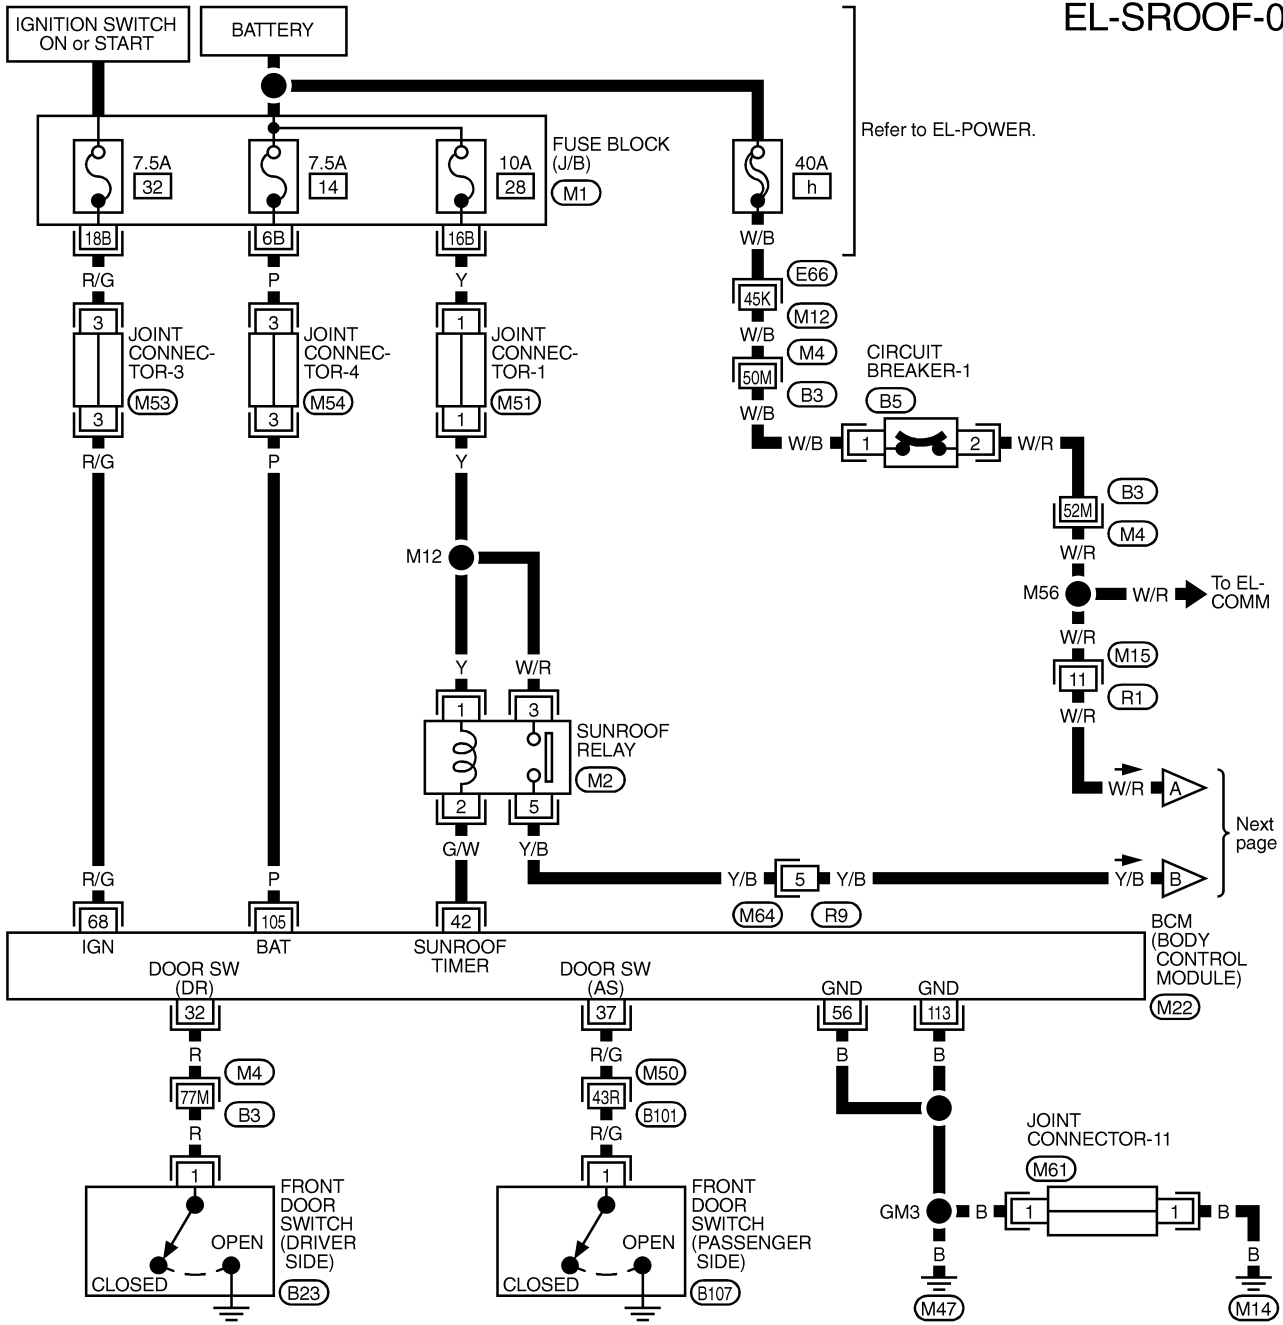 EL-SROOF-0
IGNITION SWITCH
ON or START
BATTERY
Refer to EL-POWER.
FUSE BLOCK
(J/B)
M1
7.5A
32
7.5A
14
10A
28
40A
h
18B
6B
16B
W/B
R/G
P
Y
E66
45K
M12
3
3
1
W/B
JOINT
CONNEC-
TOR-3
M53
JOINT
CONNEC-
TOR-4
M54
JOINT
CONNEC-
TOR-1
M51
M4
50M
B3
W/B
CIRCUIT
BREAKER-1
B5
3
3
1
W/B
1
2
W/R
R/G
P
Y
B3
52M
M4
W/R
M12
M56
W/R
To EL-
COMM
W/R
M15
11
R1
W/R
Y
W/R
1
3
SUNROOF
RELAY
M2
2
5
W/R
A
G/W
Y/B
Next
page
R/G
P
Y/B
5
Y/B
Y/B
B
M64
R9
68
105
42
IGN
BAT
SUNROOF
TIMER
BCM
(BODY
CONTROL
MODULE)
M22
DOOR SW
(DR)
DOOR SW
(AS)
GND
GND
32
37
56
113
R
R/G
B
B
M4
77M
B3
M50
43R
B101
R
R/G
1
1
JOINT
CONNECTOR-11
M61
FRONT
DOOR
SWITCH
(DRIVER
SIDE)
B23
OPEN
CLOSED
FRONT
DOOR
SWITCH
(PASSENGER
SIDE)
B107
OPEN
CLOSED
GM3
B
1
1
B
B
B
M47
M14